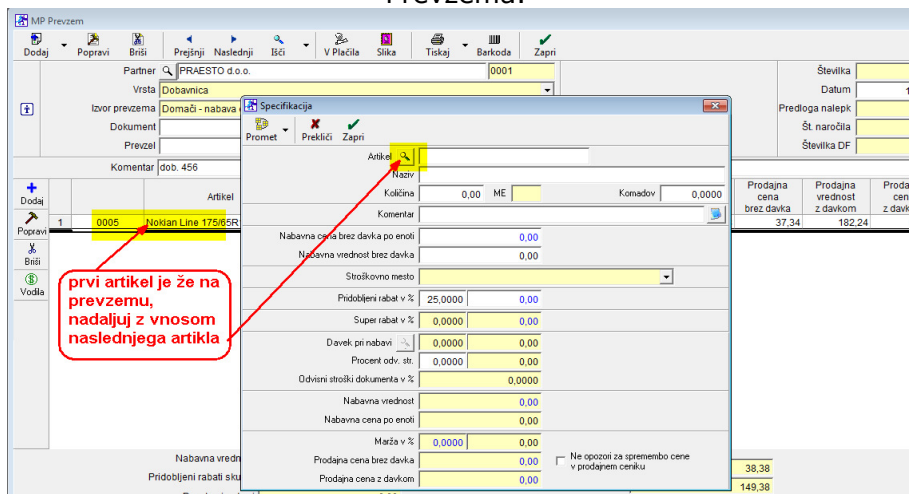 Prevzemu.
MP Prevzem
Dodaj Popravi Briši Prejšnji Naslednji Išči V Plačila Slika Tiskaj Barkoda Zapri
Partner PRAESTO d.o.o. 0001 Številka
Vrsta Dobavnica Datum 1
Izvor prevzema Domači - nabava Predloga nalepk
Dokument Št. naročila
Prevzel Številka DF
Komentar dob. 456
Dodaj
Popravi
Briši
Vodila
Artikel
Prodajna cena brez davka
Prodajna vrednost z davkom
Proda cen z davk
1 0005 Nokian Line 175/65R 37,34 182,24
prvi artikel je že na
prevzemu,
nadaljuj z vnosom
naslednjega artikla
Specifikacija
Promet Prekliči Zapri
Artikel
Naziv
Količina 0,00 ME Komadov 0,0000
Komentar
Nabavna cena brez davka po enoti 0,00
Nabavna vrednost brez davka 0,00
Stroškovno mesto
Pridobljeni rabat v % 25,0000 0,00
Super rabat v % 0,0000 0,00
Davek pri nabavi 0,0000 0,00
Procent odv. str. 0,0000 0,00
Odvisni stroški dokumenta v % 0,0000
Nabavna vrednost 0,00
Nabavna cena po enoti 0,00
Marža v % 0,0000 0,00
Prodajna cena brez davka 0,00 Ne opozori za spremembo cene
v prodajnem ceniku
Prodajna cena z davkom 0,00
Nabavna vredn 38,38
Pridobljeni rabati sku 149,38